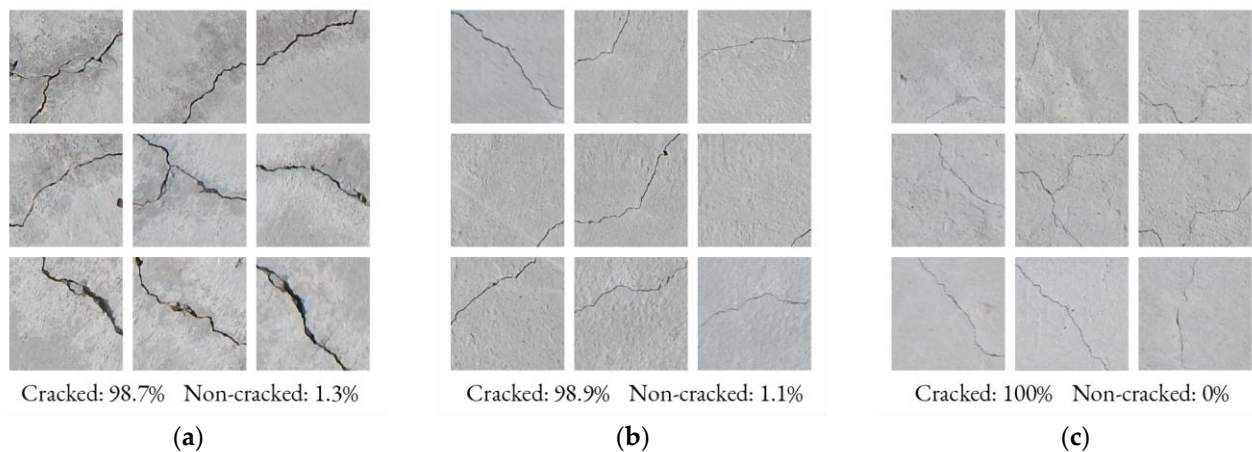 Cracked: 98.7% Non-cracked: 1.3%
Cracked: 98.9% Non-cracked: 1.1%
Cracked: 100% Non-cracked: 0%
(a)
(b)
(c)